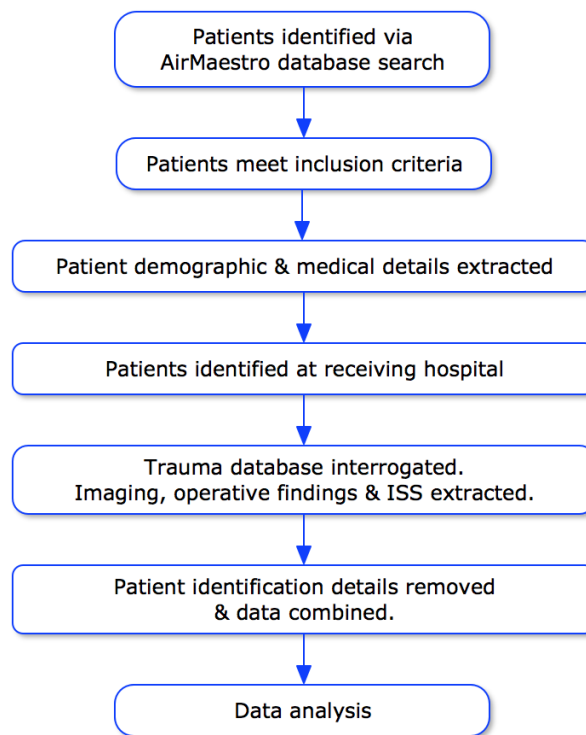 Patients identified via
AirMaestro database search
Patients meet inclusion criteria
Patient demographic & medical details extracted
Patients identified at receiving hospital
Trauma database interrogated.
Imaging, operative findings & ISS extracted.
Patient identification details removed
& data combined.
Data analysis